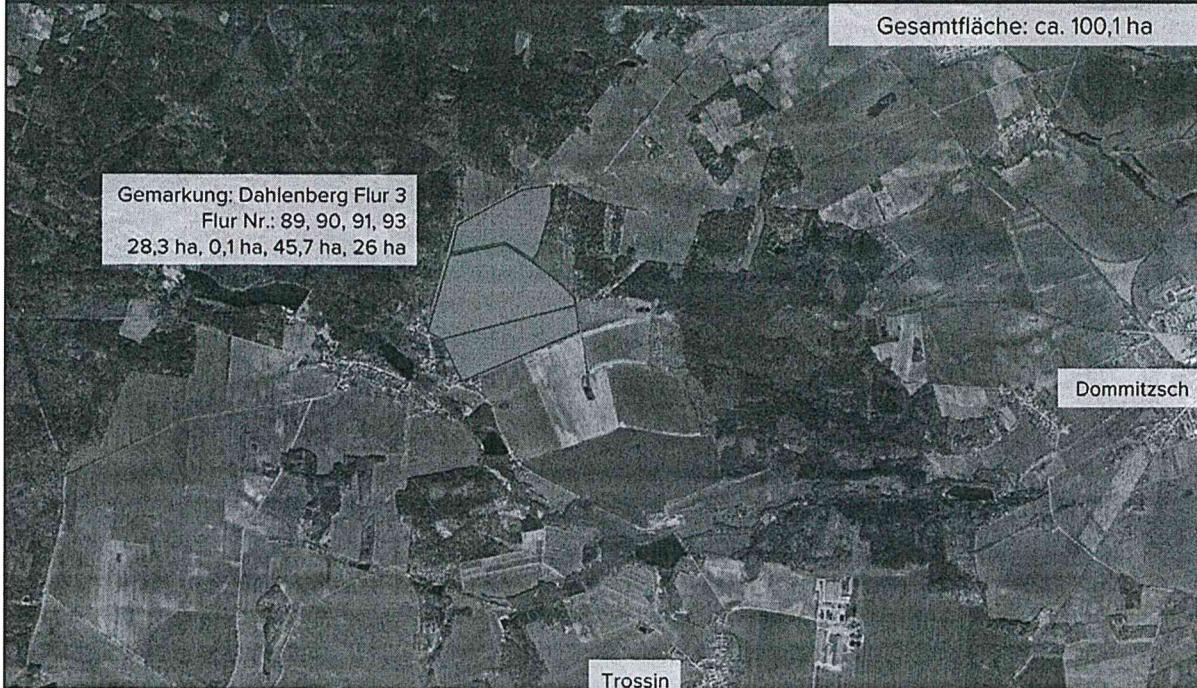 Gesamtfläche: ca. 100,1 ha
Gemarkung: Dahlenberg Flur 3
Flur Nr.: 89, 90, 91, 93
28,3 ha, 0,1 ha, 45,7 ha, 26 ha
Dommitzsch
Trossin